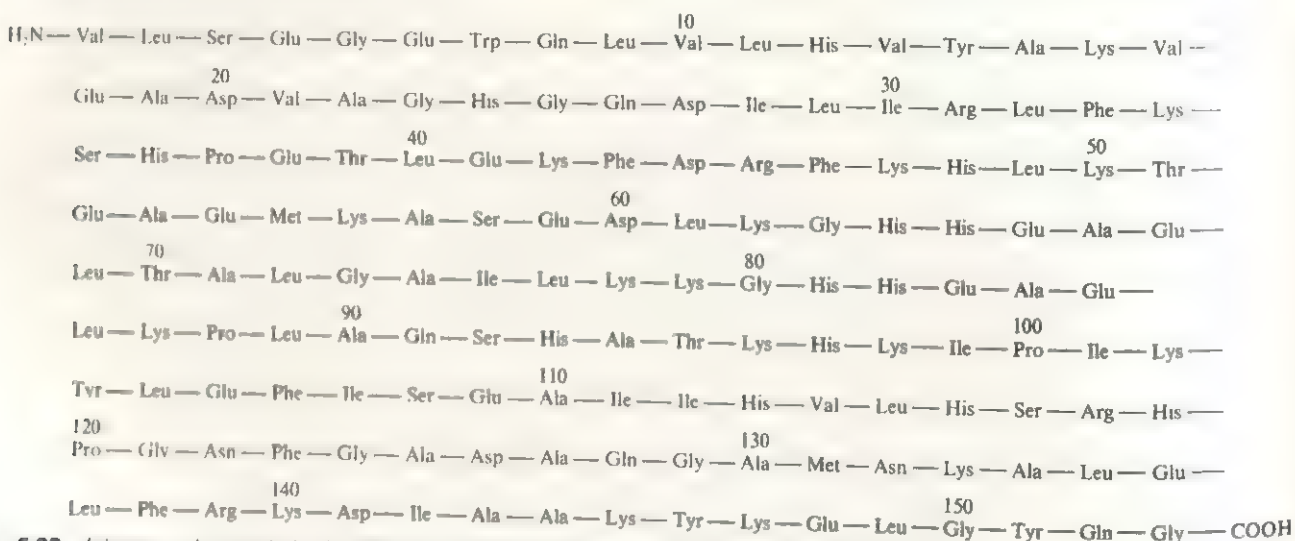 10
H₂N — Val — Leu — Ser — Glu — Gly — Glu — Trp — Gln — Leu — Val — Leu — His — Val — Tyr — Ala — Lys — Val —
20 30
Glu — Ala — Asp — Val — Ala — Gly — His — Gly — Gln — Asp — Ile — Leu — Ile — Arg — Leu — Phe — Lys —
40 50
Ser — His — Pro — Glu — Thr — Leu — Glu — Lys — Phe — Asp — Arg — Phe — Lys — His — Leu — Lys — Thr —
60
Glu — Ala — Glu — Met — Lys — Ala — Ser — Glu — Asp — Leu — Lys — Gly — His — His — Glu — Ala — Glu —
70 80
Leu — Thr — Ala — Leu — Gly — Ala — Ile — Leu — Lys — Lys — Gly — His — His — Glu — Ala — Glu —
90 100
Leu — Lys — Pro — Leu — Ala — Gln — Ser — His — Ala — Thr — Lys — His — Lys — Ile — Pro — Ile — Lys —
110
Tyr — Leu — Glu — Phe — Ile — Ser — Glu — Ala — Ile — Ile — His — Val — Leu — His — Ser — Arg — His —
120 130
Pro — Gly — Asn — Phe — Gly — Ala — Asp — Ala — Gln — Gly — Ala — Met — Asn — Lys — Ala — Leu — Glu —
140 150
Leu — Phe — Arg — Lys — Asp — Ile — Ala — Ala — Lys — Tyr — Lys — Glu — Leu — Gly — Tyr — Gln — Gly — COOH